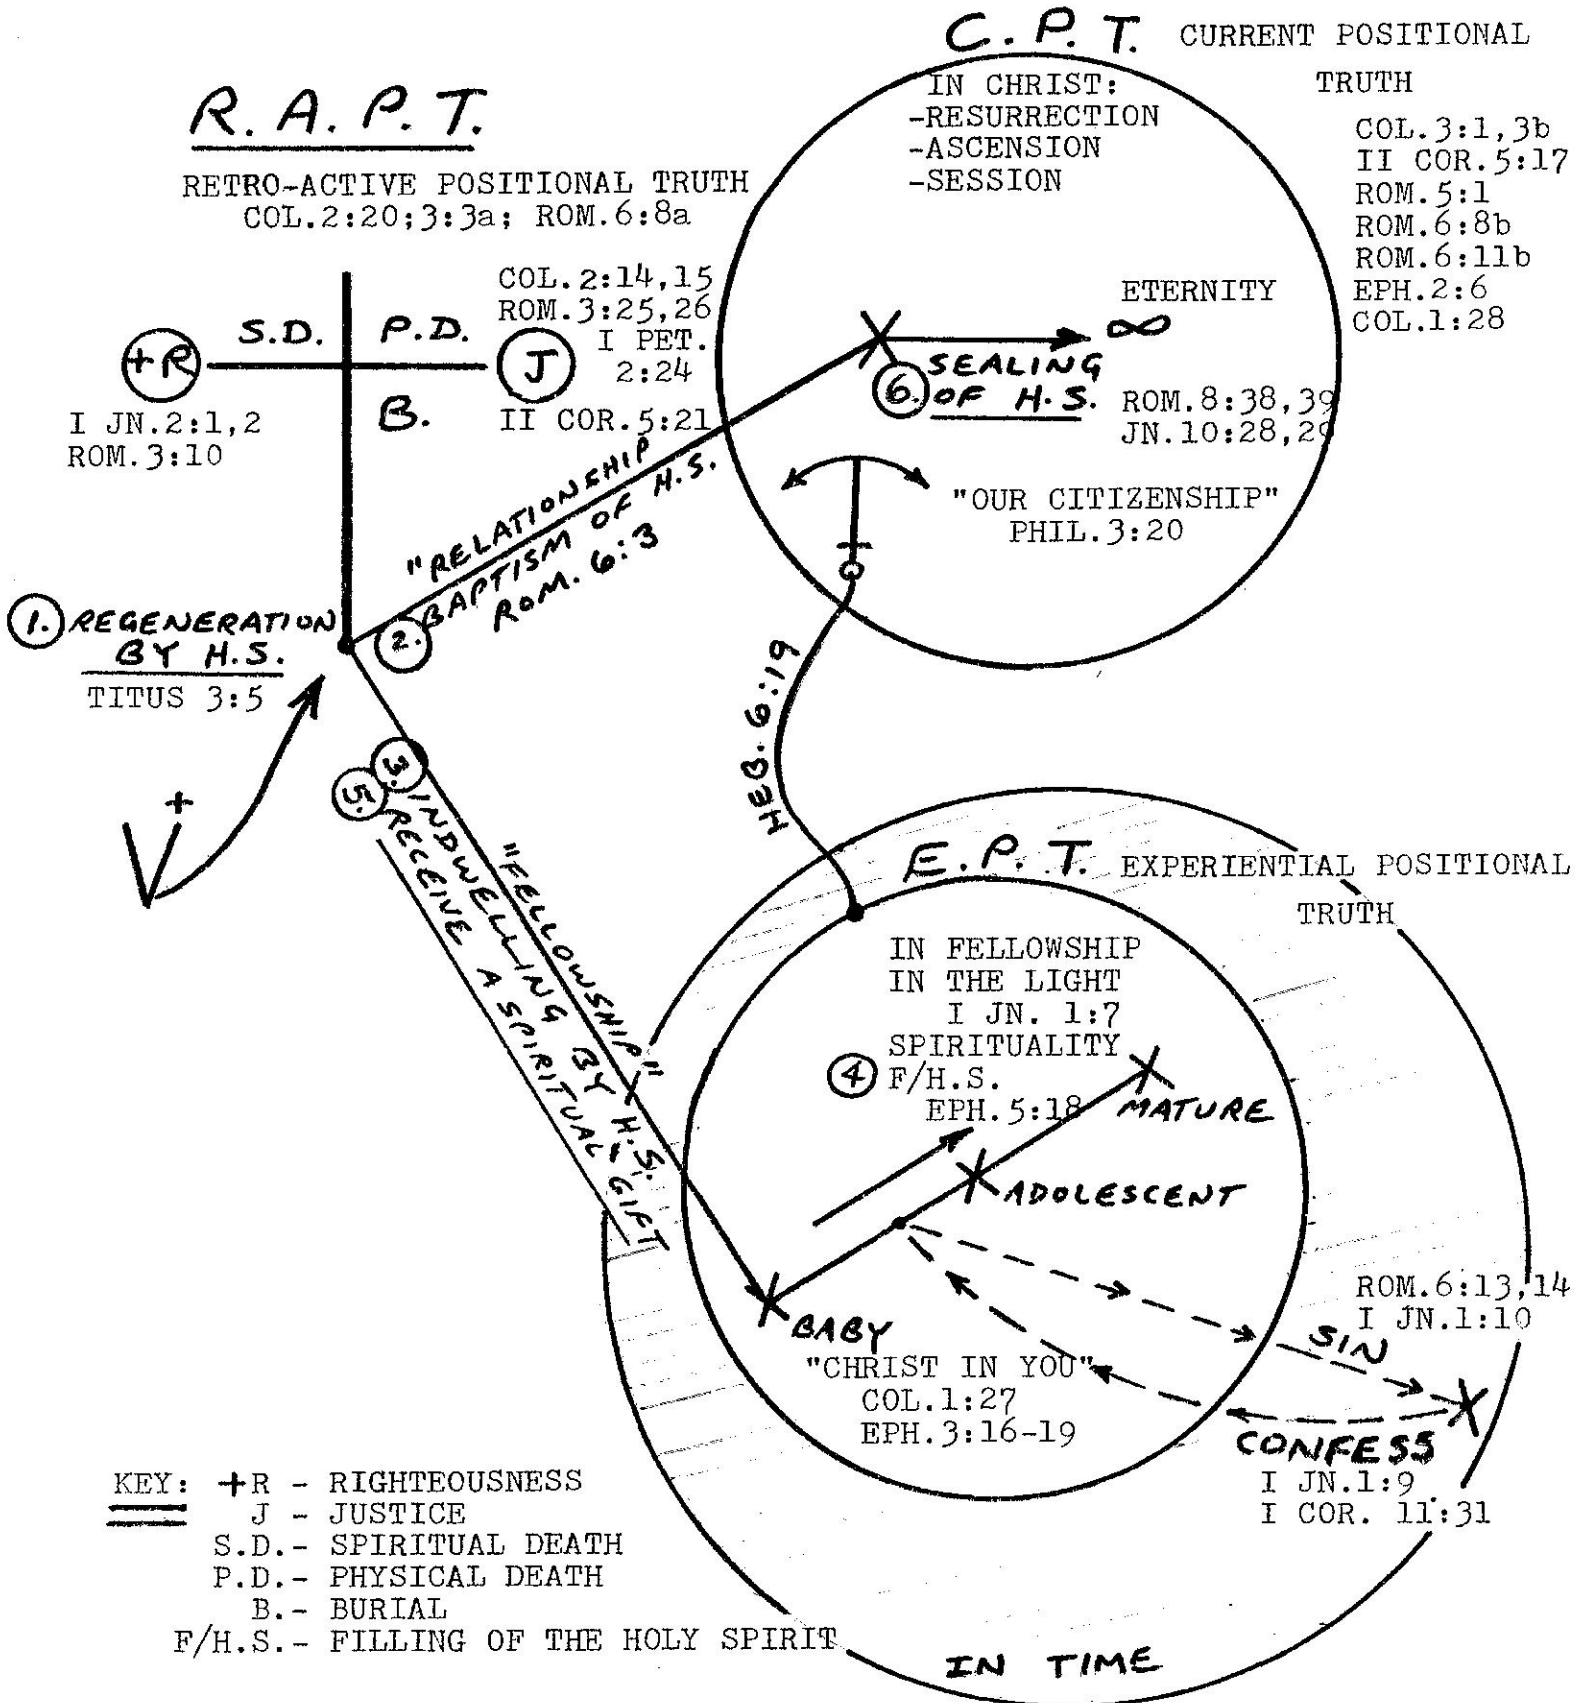 C.P.T. CURRENT POSITIONAL
TRUTH
IN CHRIST:
-RESURRECTION
-ASCENSION
-SESSION
COL.3:1,3b
II COR.5:17
ROM.5:1
ROM.6:8b
ROM.6:11b
EPH.2:6
COL.1:28
R.A.P.T.
RETRO-ACTIVE POSITIONAL TRUTH
COL.2:20;3:3a; ROM.6:8a
COL.2:14,15
ROM.3:25,26
I PET.
2:24
S.D. P.D.
+R
J
B.
II COR.5:21
I JN.2:1,2
ROM.3:10
ETERNITY
∞
6. SEALING
OF H.S.
ROM.8:38,39
JN.10:28,29
"OUR CITIZENSHIP"
PHIL.3:20
"RELATIONSHIP
2. BAPTISM OF H.S.
ROM. 6:3
1. REGENERATION
BY H.S.
TITUS 3:5
V+
HEB. 6:19
"FELLOWSHIP"
3. INDWELLING BY H.S.
5. RECEIVE A SPIRITUAL GIFT
E.P.T. EXPERIENTIAL POSITIONAL
TRUTH
IN FELLOWSHIP
IN THE LIGHT
I JN. 1:7
SPIRITUALITY
4 F/H.S.
EPH.5:18
MATURE
ADOLESCENT
BABY
"CHRIST IN YOU"
COL.1:27
EPH.3:16-19
ROM.6:13,14
I JN.1:10
SIN
CONFESS
I JN.1:9
I COR. 11:31
KEY: +R - RIGHTEOUSNESS
J - JUSTICE
S.D.- SPIRITUAL DEATH
P.D.- PHYSICAL DEATH
B.- BURIAL
F/H.S.- FILLING OF THE HOLY SPIRIT
IN TIME